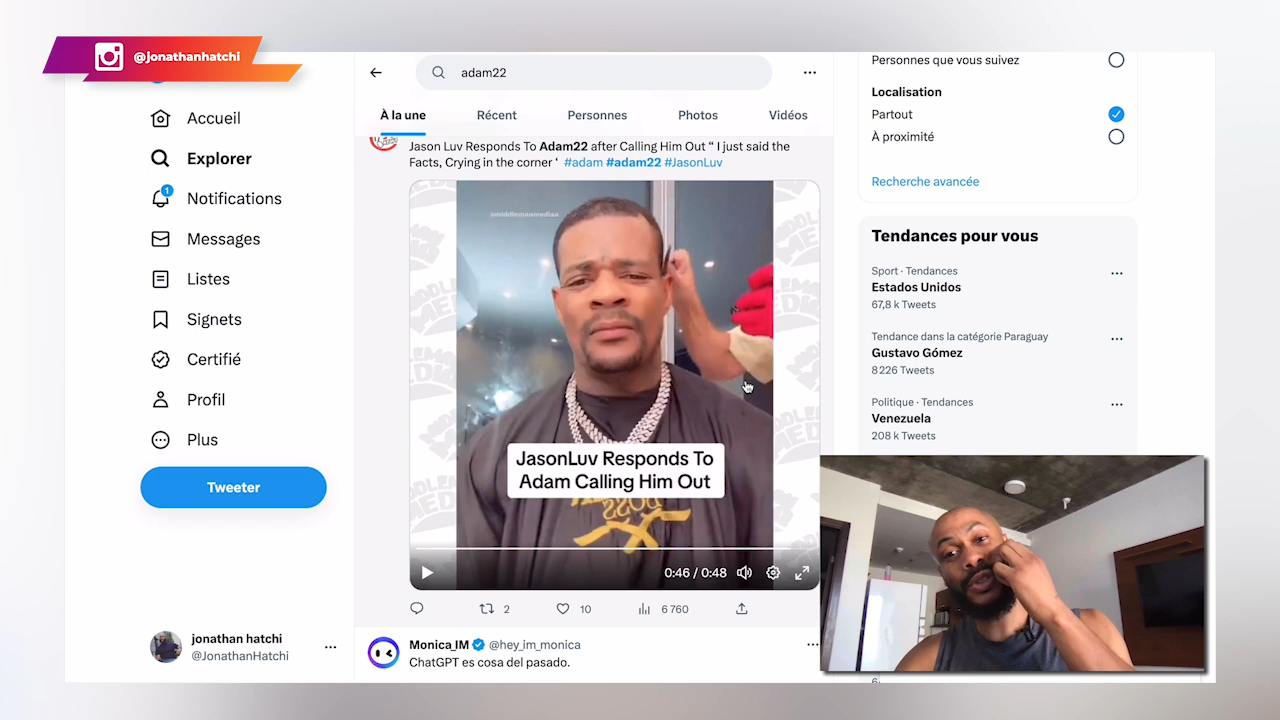 @jonathanhatchi
adam22
À la une
Récent
Personnes
Photos
Vidéos
Accueil
Explorer
1
Notifications
Messages
Listes
Signets
Certifié
Profil
Plus
Tweeter
jonathan hatchi
@JonathanHatchi
Jason Luv Responds To Adam22 after Calling Him Out “ I just said the
Facts, Crying in the corner ‘ #adam #adam22 #JasonLuv
JasonLuv Responds To
Adam Calling Him Out
0:46 / 0:48
2
10
6 760
Monica_IM @hey_im_monica
ChatGPT es cosa del pasado.
Personnes que vous suivez
Localisation
Partout
À proximité
Recherche avancée
Tendances pour vous
Sport · Tendances
Estados Unidos
67,8 k Tweets
Tendance dans la catégorie Paraguay
Gustavo Gómez
8 226 Tweets
Politique · Tendances
Venezuela
208 k Tweets